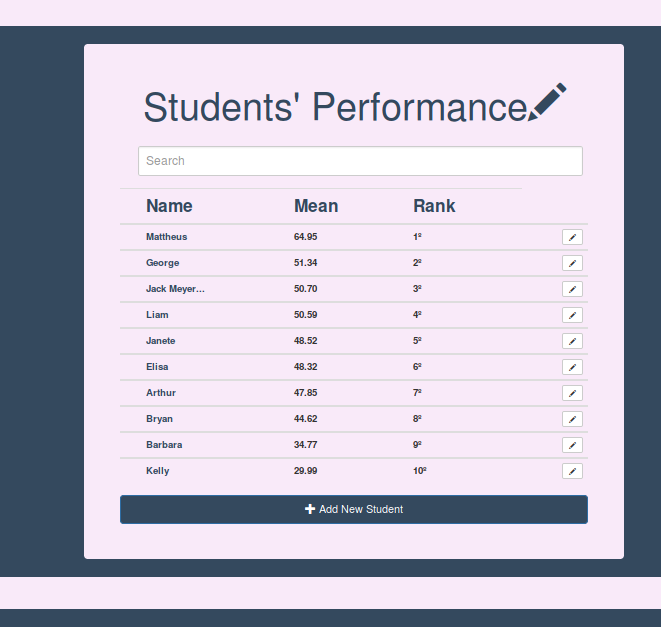 Students' Performance
Search
Name Mean Rank
Mattheus 64.95 1º
George 51.34 2º
Jack Meyer... 50.70 3º
Liam 50.59 4º
Janete 48.52 5º
Elisa 48.32 6º
Arthur 47.85 7º
Bryan 44.62 8º
Barbara 34.77 9º
Kelly 29.99 10º
Add New Student